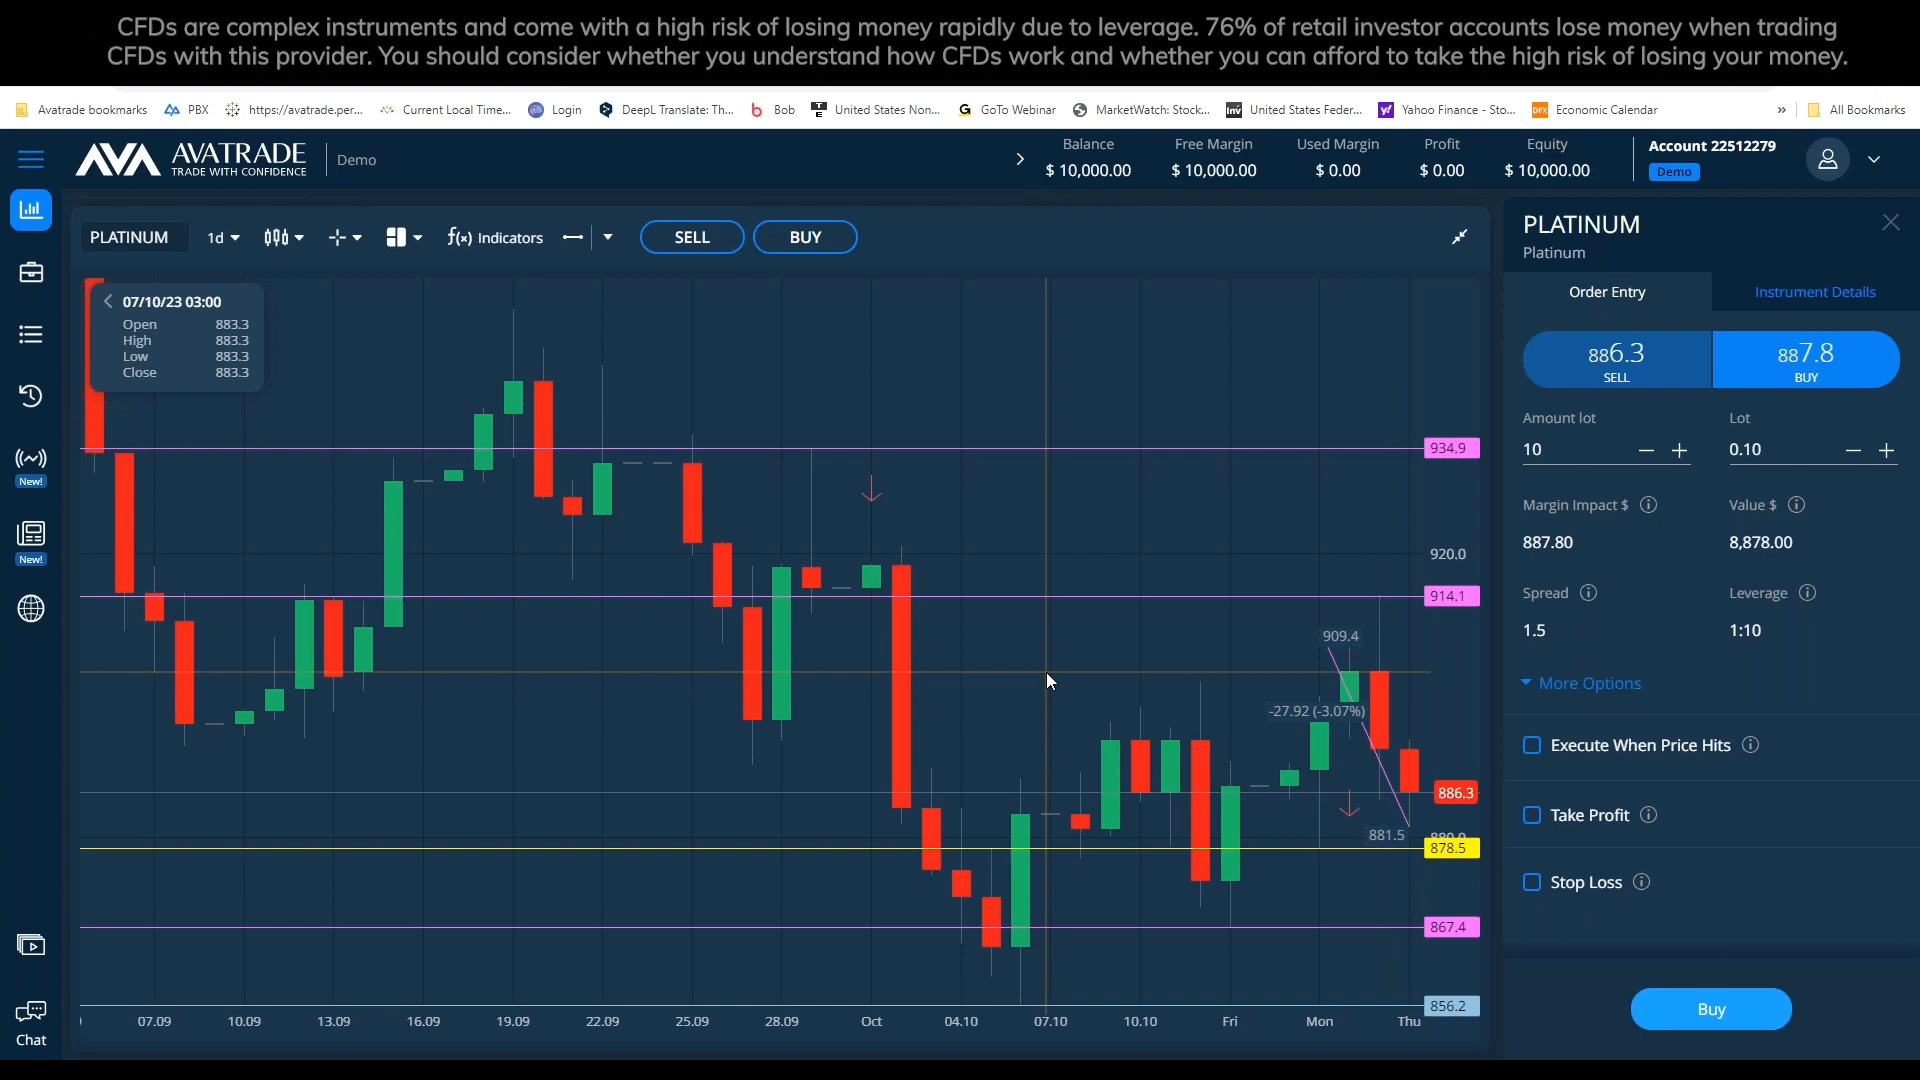 CFDs are complex instruments and come with a high risk of losing money rapidly due to leverage. 76% of retail investor accounts lose money when trading
CFDs with this provider. You should consider whether you understand how CFDs work and whether you can afford to take the high risk of losing your money.
Avatrade bookmarks PBX https://avatrade.per... Current Local Time... Login DeepL Translate: Th... Bob United States Non... GoTo Webinar MarketWatch: Stock... United States Feder... Yahoo Finance - Sto... Economic Calendar » All Bookmarks
AVA AVATRADE
TRADE WITH CONFIDENCE
Demo
Balance Free Margin Used Margin Profit Equity
$ 10,000.00 $ 10,000.00 $ 0.00 $ 0.00 $ 10,000.00
Account 22512279
Demo
PLATINUM 1d f(x) Indicators SELL BUY
07/10/23 03:00
Open 883.3
High 883.3
Low 883.3
Close 883.3
934.9
920.0
914.1
909.4
-27.92 (-3.07%)
886.3
881.5
880.0
878.5
867.4
856.2
07.09 10.09 13.09 16.09 19.09 22.09 25.09 28.09 Oct 04.10 07.10 10.10 Fri Mon Thu
New!
New!
Chat
PLATINUM
Platinum
Order Entry Instrument Details
886.3 887.8
SELL BUY
Amount lot Lot
10 0.10
Margin Impact $ Value $
887.80 8,878.00
Spread Leverage
1.5 1:10
More Options
Execute When Price Hits
Take Profit
Stop Loss
Buy